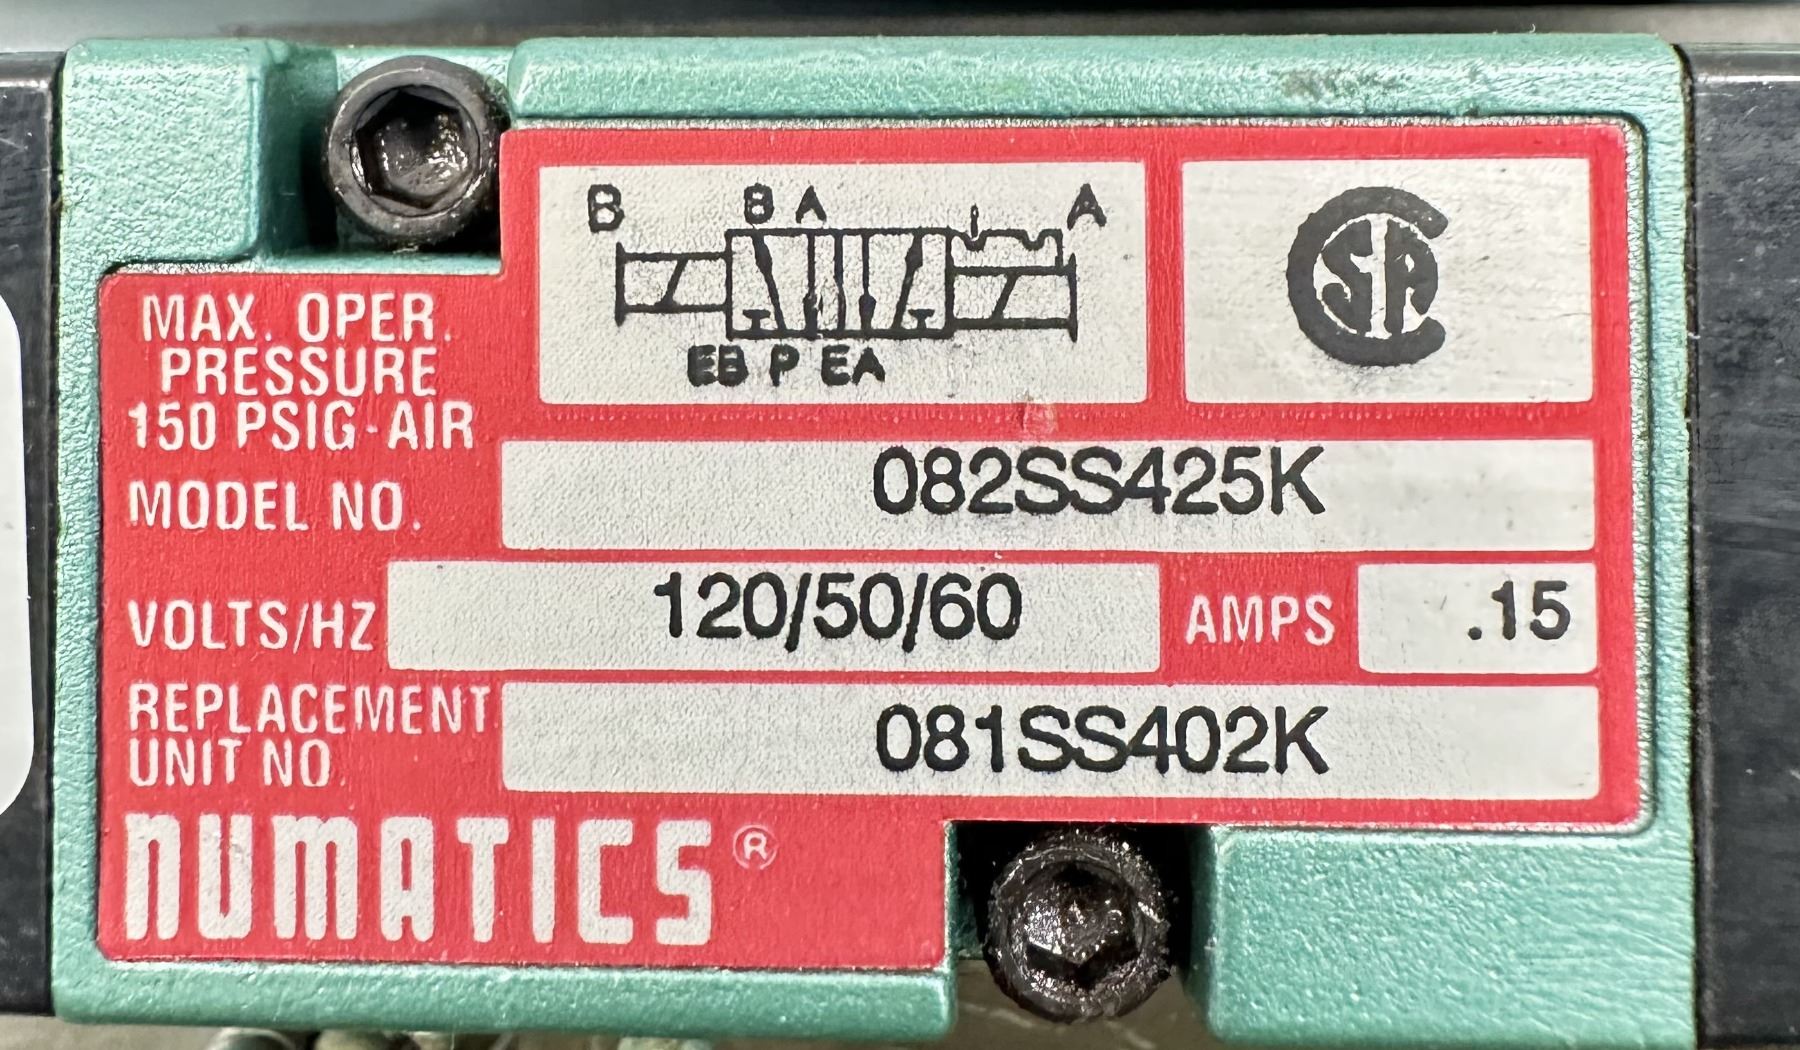 B B A A
EB P EA
CSA
MAX. OPER.
PRESSURE
150 PSIG-AIR
MODEL NO. 082SS425K
VOLTS/HZ 120/50/60 AMPS .15
REPLACEMENT
UNIT NO. 081SS402K
NUMATICS®